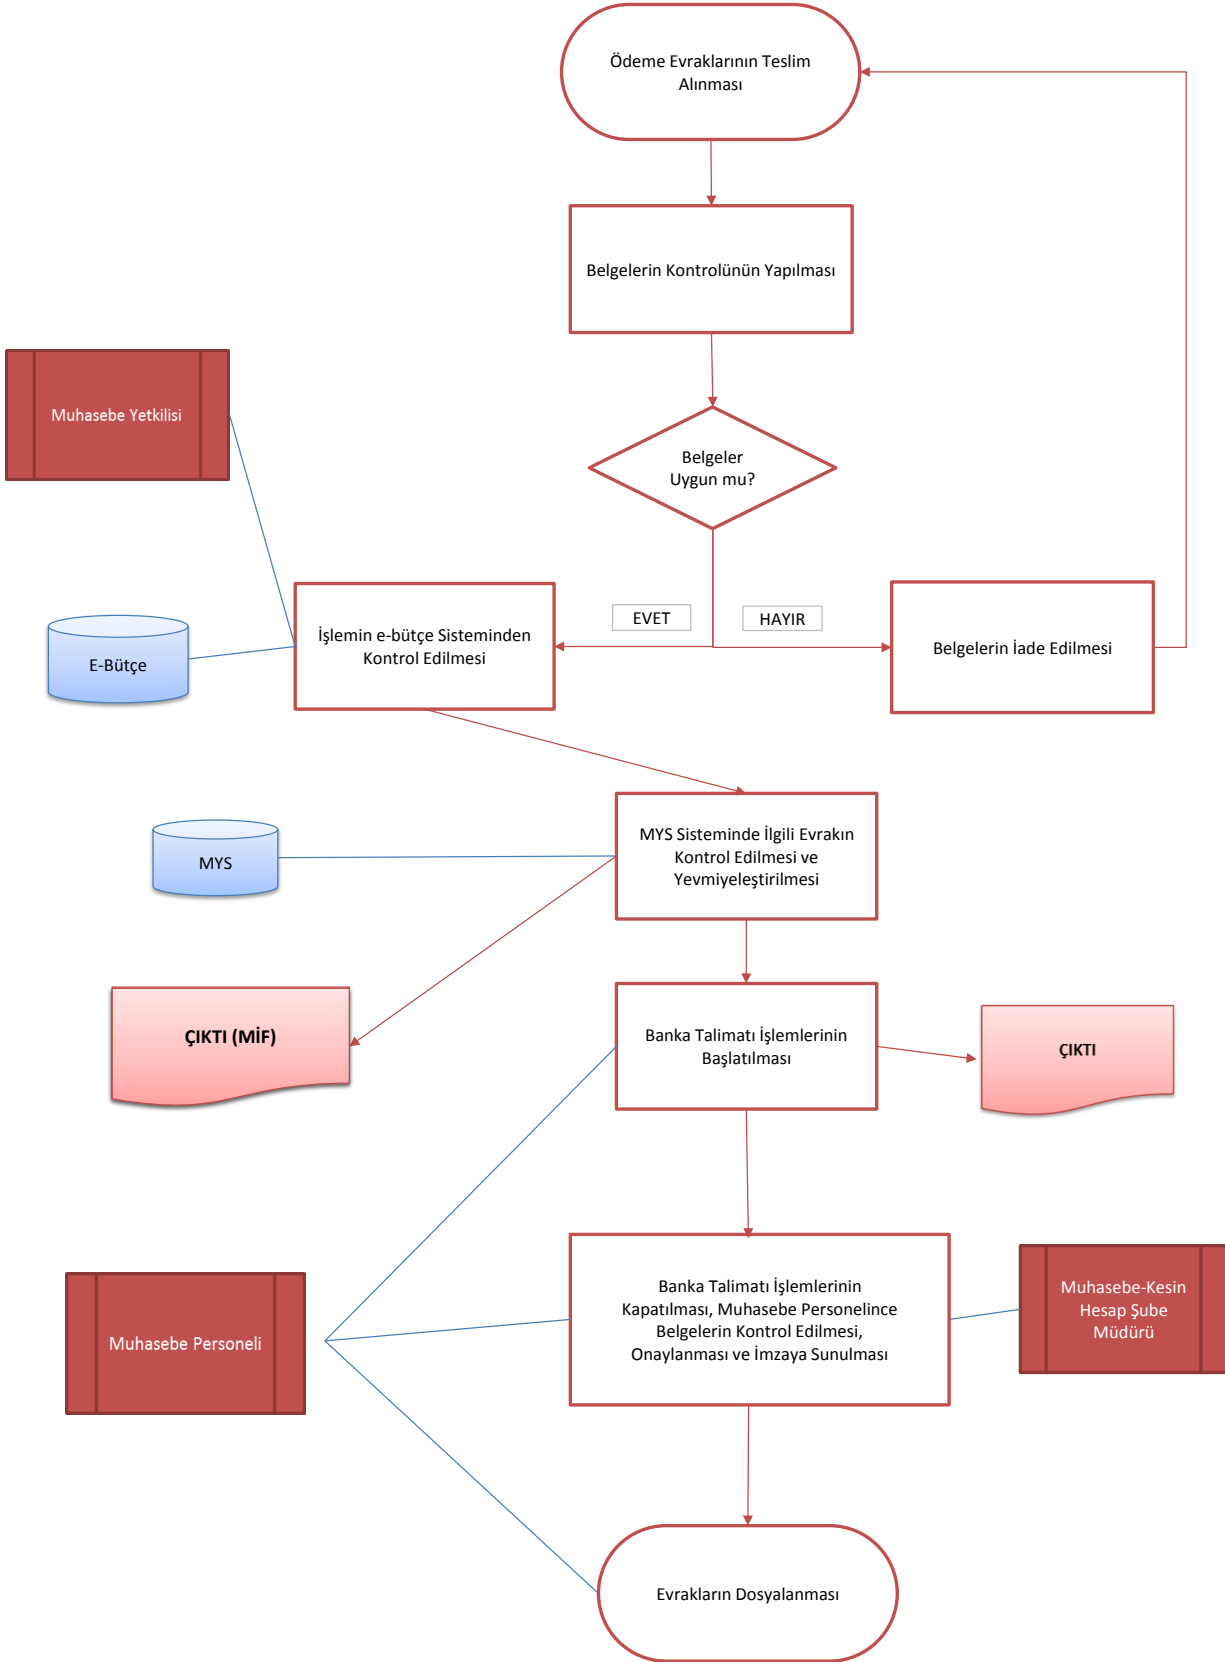 Ödeme Evraklarının Teslim
Alınması
Belgelerin Kontrolünün Yapılması
Muhasebe Yetkilisi
Belgeler
Uygun mu?
EVET
HAYIR
İşlemin e-bütçe Sisteminden
Kontrol Edilmesi
E-Bütçe
Belgelerin İade Edilmesi
MYS Sisteminde İlgili Evrakın
Kontrol Edilmesi ve
Yevmiyeleştirilmesi
MYS
ÇIKTI (MİF)
Banka Talimatı İşlemlerinin
Başlatılması
ÇIKTI
Banka Talimatı İşlemlerinin
Kapatılması, Muhasebe Personelince
Belgelerin Kontrol Edilmesi,
Onaylanması ve İmzaya Sunulması
Muhasebe-Kesin
Hesap Şube
Müdürü
Muhasebe Personeli
Evrakların Dosyalanması